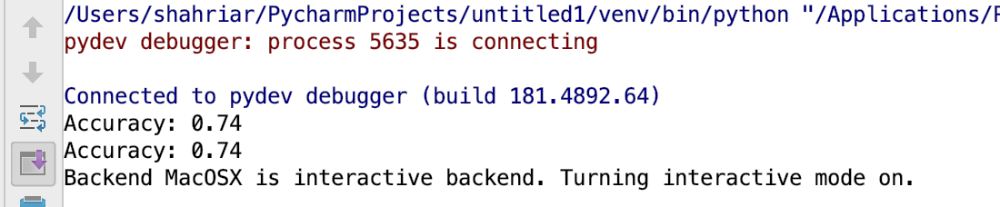 /Users/shahriar/PycharmProjects/untitled1/venv/bin/python "/Applications/
pydev debugger: process 5635 is connecting
Connected to pydev debugger (build 181.4892.64)
Accuracy: 0.74
Accuracy: 0.74
Backend MacOSX is interactive backend. Turning interactive mode on.